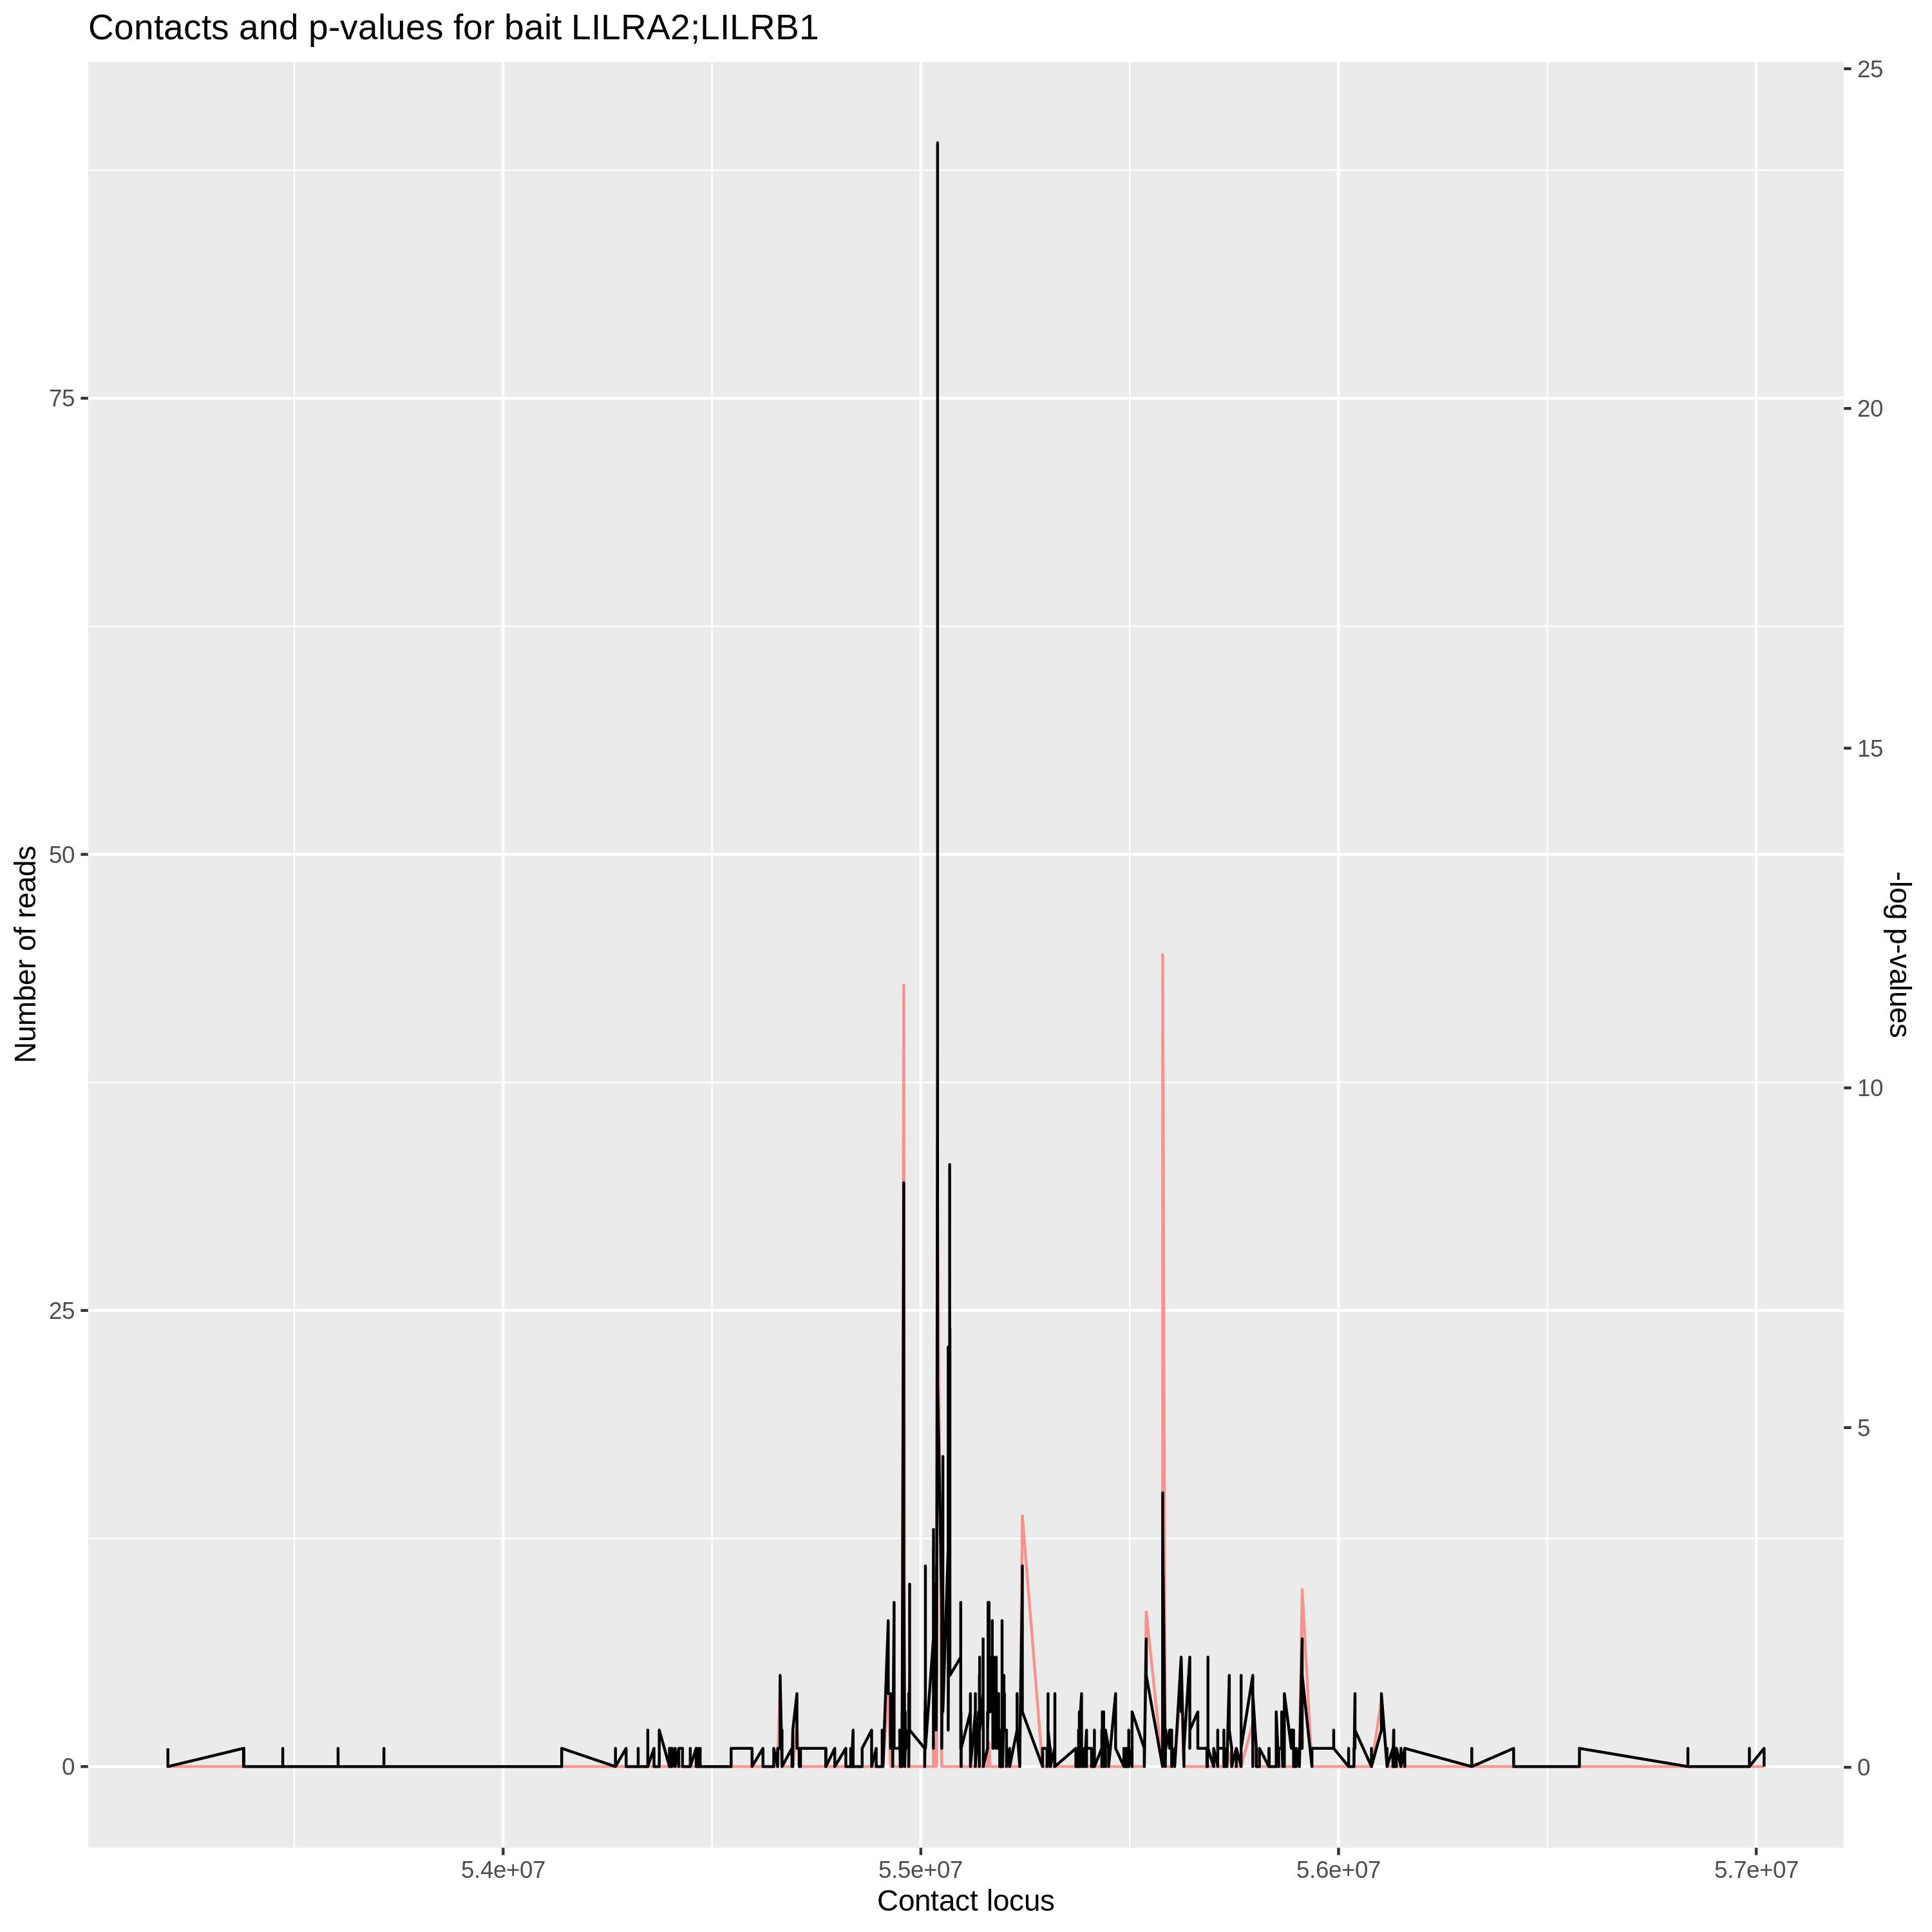 Contacts and p-values for bait LILRA2;LILRB1
25
20
15
10
5
0
-log p-values
75
50
25
0
Number of reads
5.4e+07 5.5e+07 5.6e+07 5.7e+07
Contact locus